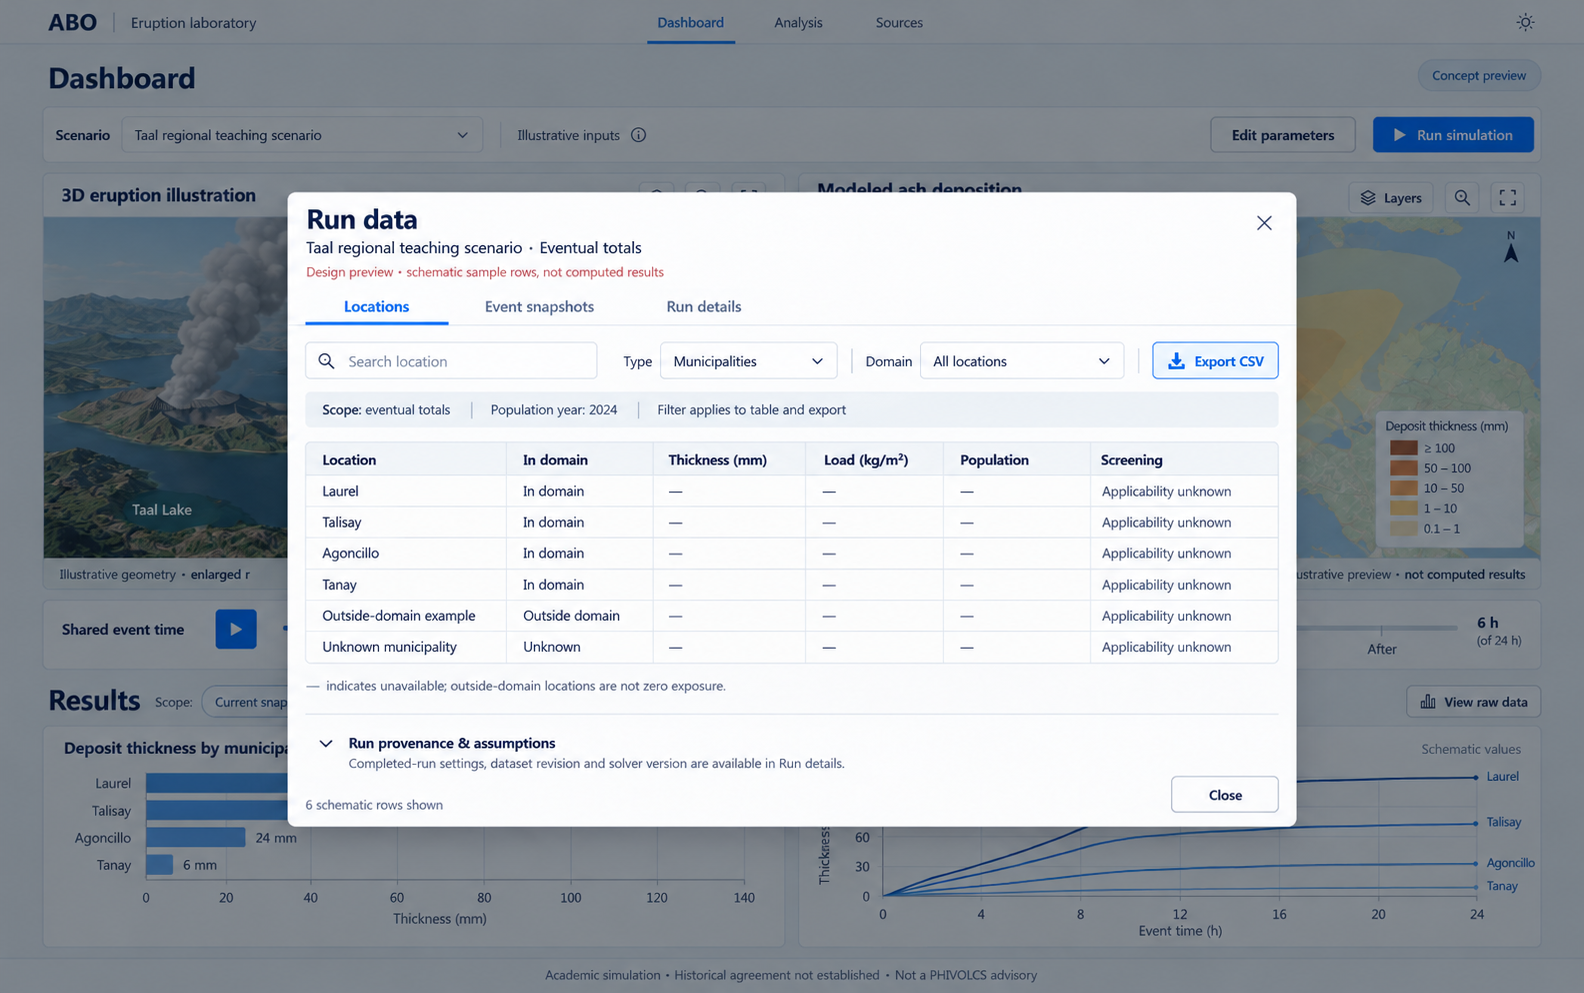 ABO
Eruption laboratory
Dashboard
Analysis
Sources
Dashboard
Concept preview
Scenario
Taal regional teaching scenario
Illustrative inputs
Edit parameters
Run simulation
3D eruption illustration
Modeled ash deposition
Layers
N
Taal Lake
Deposit thickness (mm)
≥ 100
50 – 100
10 – 50
1 – 10
0.1 – 1
Illustrative geometry • enlarged r
ustrative preview • not computed results
Run data
Taal regional teaching scenario • Eventual totals
Design preview • schematic sample rows, not computed results
Locations
Event snapshots
Run details
Search location
Type
Municipalities
Domain
All locations
Export CSV
Scope: eventual totals
Population year: 2024
Filter applies to table and export
Location In domain Thickness (mm) Load (kg/m²) Population Screening
Laurel In domain — — — Applicability unknown
Talisay In domain — — — Applicability unknown
Agoncillo In domain — — — Applicability unknown
Tanay In domain — — — Applicability unknown
Outside-domain example Outside domain — — — Applicability unknown
Unknown municipality Unknown — — — Applicability unknown
— indicates unavailable; outside-domain locations are not zero exposure.
Run provenance & assumptions
Completed-run settings, dataset revision and solver version are available in Run details.
6 schematic rows shown
Close
Shared event time
After
6 h
(of 24 h)
Results
Scope:
Current snap
View raw data
Deposit thickness by municipa
Laurel
Talisay
Agoncillo
24 mm
Tanay
6 mm
0 20 40 60 80 100 120 140
Thickness (mm)
Schematic values
Laurel
Talisay
Agoncillo
Tanay
Thickness
60
30
0
0 4 8 12 16 20 24
Event time (h)
Academic simulation • Historical agreement not established • Not a PHIVOLCS advisory